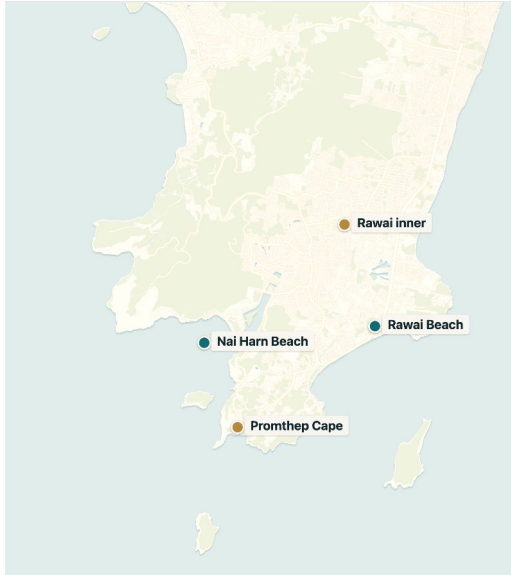 Rawai inner
Rawai Beach
Nai Harn Beach
Promthep Cape